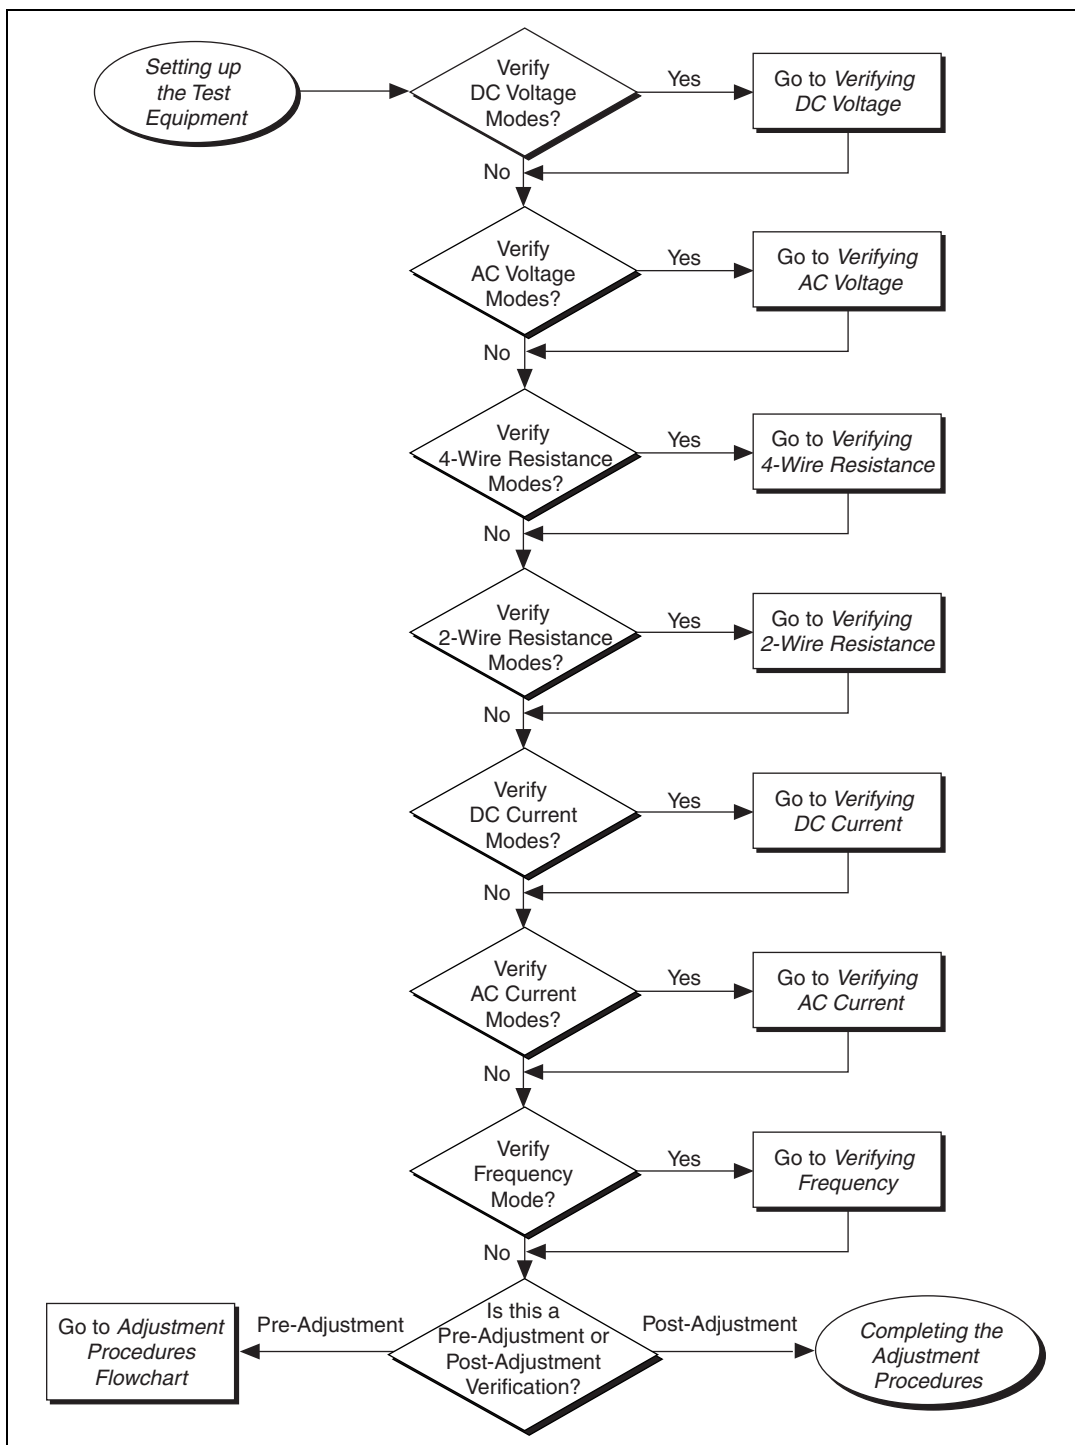 Setting up
the Test
Equipment
Verify
DC Voltage
Modes?
Yes
Go to Verifying
DC Voltage
No
Verify
AC Voltage
Modes?
Yes
Go to Verifying
AC Voltage
No
Verify
4-Wire Resistance
Modes?
Yes
Go to Verifying
4-Wire Resistance
No
Verify
2-Wire Resistance
Modes?
Yes
Go to Verifying
2-Wire Resistance
No
Verify
DC Current
Modes?
Yes
Go to Verifying
DC Current
No
Verify
AC Current
Modes?
Yes
Go to Verifying
AC Current
No
Verify
Frequency
Mode?
Yes
Go to Verifying
Frequency
No
Go to Adjustment
Procedures
Flowchart
Pre-Adjustment
Is this a
Pre-Adjustment or
Post-Adjustment
Verification?
Post-Adjustment
Completing the
Adjustment
Procedures